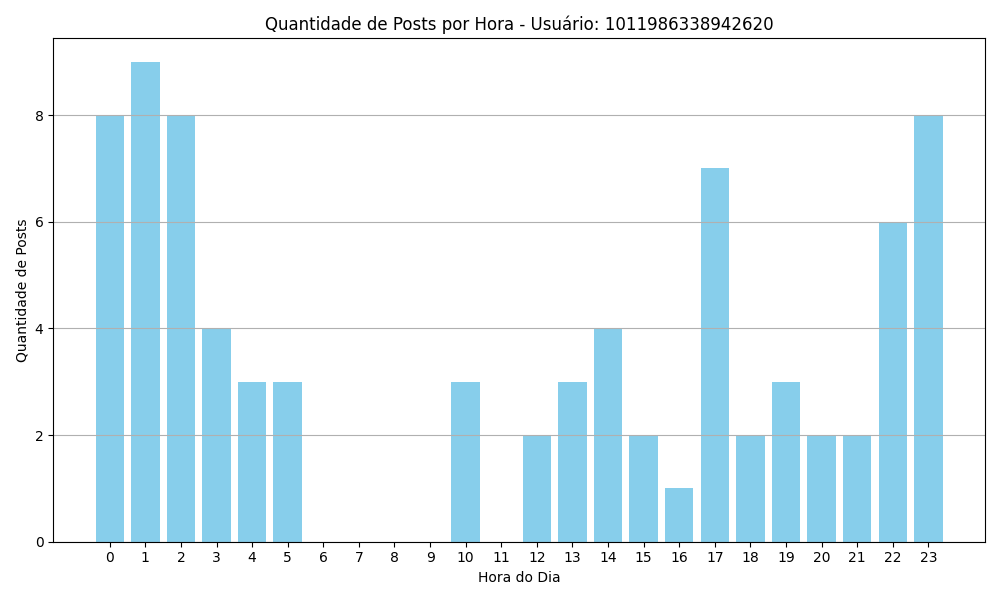 Quantidade de Posts por Hora - Usuário: 1011986338942620
Quantidade de Posts
8
6
4
2
0
0 1 2 3 4 5 6 7 8 9 10 11 12 13 14 15 16 17 18 19 20 21 22 23
Hora do Dia